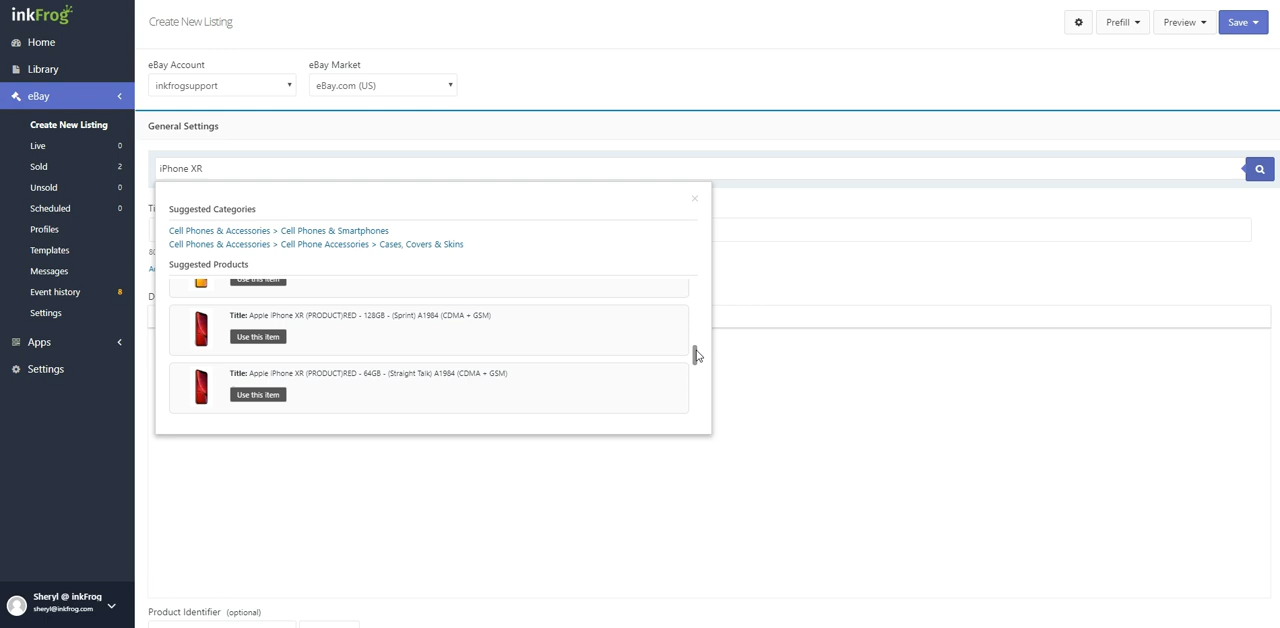 inkFrog
Create New Listing
Prefill
Preview
Save
Home
Library
eBay
Create New Listing
Live 0
Sold 2
Unsold 0
Scheduled 0
Profiles
Templates
Messages
Event history 8
Settings
Apps
Settings
Sheryl @ inkFrog
sheryl@inkfrog.com
eBay Account
eBay Market
inkfrogsupport
eBay.com (US)
General Settings
iPhone XR
Ti
80
A
D
×
Suggested Categories
Cell Phones & Accessories > Cell Phones & Smartphones
Cell Phones & Accessories > Cell Phone Accessories > Cases, Covers & Skins
Suggested Products
Use this item
Title: Apple iPhone XR (PRODUCT)RED - 128GB - (Sprint) A1984 (CDMA + GSM)
Use this item
Title: Apple iPhone XR (PRODUCT)RED - 64GB - (Straight Talk) A1984 (CDMA + GSM)
Use this item
Product Identifier (optional)